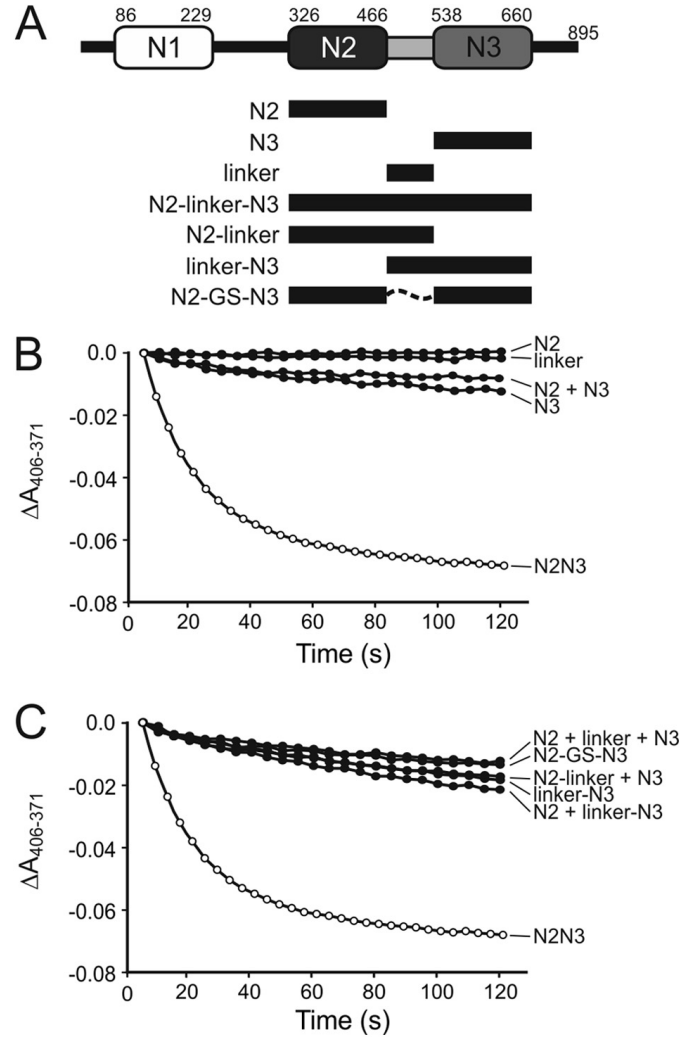 A
86 229 326 466 538 660 895
N1 N2 N3
N2
N3
linker
N2-linker-N3
N2-linker
linker-N3
N2-GS-N3
B
0.0
-0.02
-0.04
-0.06
-0.08
ΔA406-371
N2
linker
N2 + N3
N3
N2N3
0 20 40 60 80 100 120
Time (s)
C
0.0
-0.02
-0.04
-0.06
-0.08
ΔA406-371
N2 + linker + N3
N2-GS-N3
N2-linker + N3
linker-N3
N2 + linker-N3
N2N3
0 20 40 60 80 100 120
Time (s)